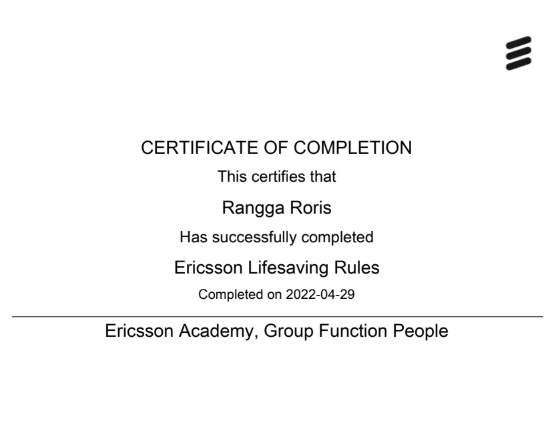 CERTIFICATE OF COMPLETION
This certifies that
Rangga Roris
Has successfully completed
Ericsson Lifesaving Rules
Completed on 2022-04-29
Ericsson Academy, Group Function People